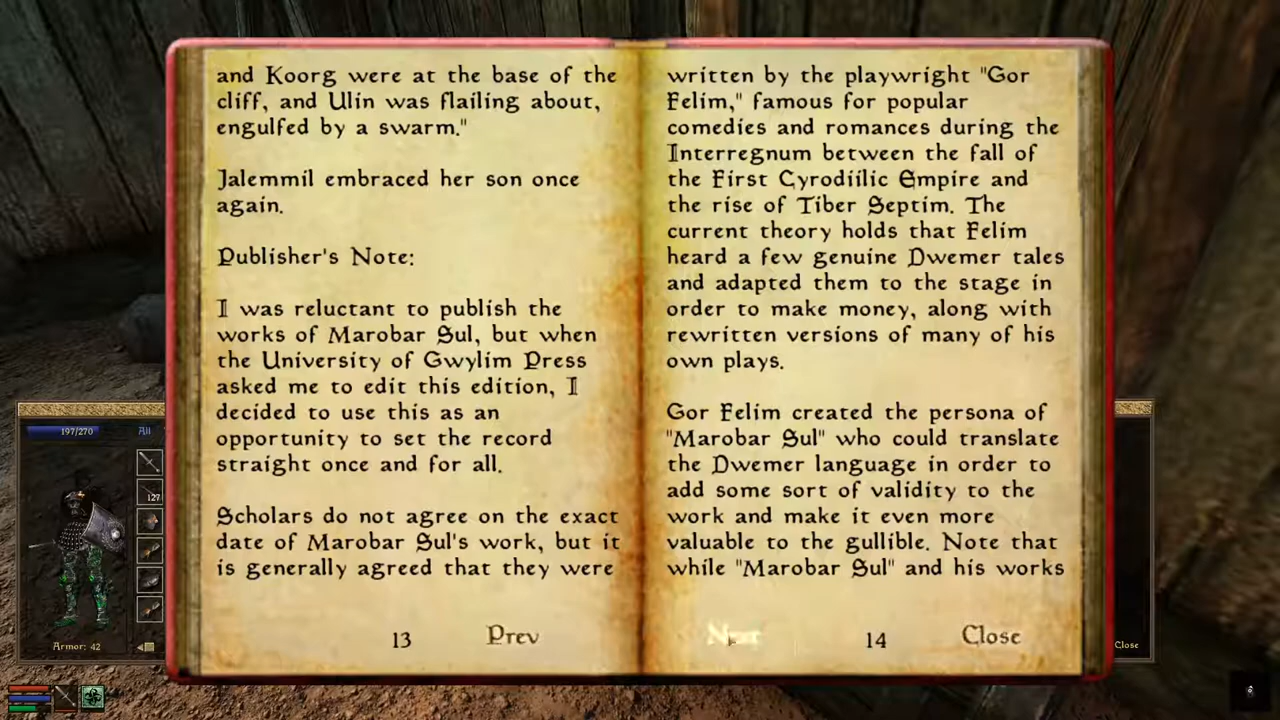 and Koorg were at the base of the
cliff, and Ulin was flailing about,
engulfed by a swarm."
Jalemmil embraced her son once
again.
Publisher's Note:
I was reluctant to publish the
works of Marobar Sul, but when
the University of Gwylim Press
asked me to edit this edition, I
decided to use this as an
opportunity to set the record
straight once and for all.
Scholars do not agree on the exact
date of Marobar Sul's work, but it
is generally agreed that they were
13
Prev
written by the playwright "Gor
Felim," famous for popular
comedies and romances during the
Interregnum between the fall of
the First Cyrodiilic Empire and
the rise of Tiber Septim. The
current theory holds that Felim
heard a few genuine Dwemer tales
and adapted them to the stage in
order to make money, along with
rewritten versions of many of his
own plays.
Gor Felim created the persona of
"Marobar Sul" who could translate
the Dwemer language in order to
add some sort of validity to the
work and make it even more
valuable to the gullible. Note that
while "Marobar Sul" and his works
Next
14
Close
197/270
All
127
Armor: 42
Close